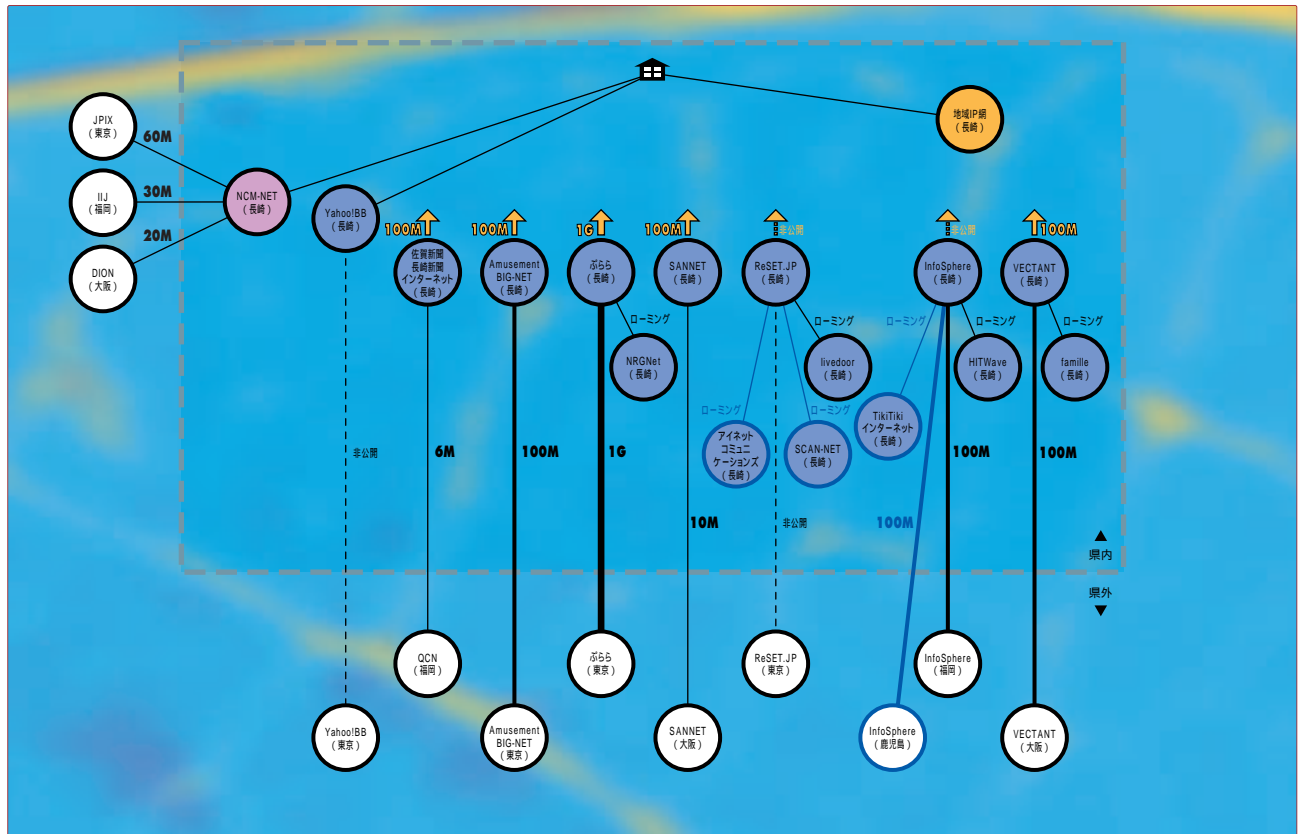 JPIX
(東京)
60M
IIJ
(福岡)
30M
20M
DION
(大阪)
NCM-NET
(長崎)
地域IP網
(長崎)
Yahoo!BB
(長崎)
100M
佐賀新聞
長崎新聞
インターネット
(長崎)
100M
Amusement
BIG-NET
(長崎)
1G
ぷらら
(長崎)
100M
SANNET
(長崎)
非公開
ReSET.JP
(長崎)
非公開
InfoSphere
(長崎)
100M
VECTANT
(長崎)
ローミング
NRGNet
(長崎)
ローミング
livedoor
(長崎)
ローミング
アイネット
コミュニ
ケーションズ
(長崎)
ローミング
SCAN-NET
(長崎)
ローミング
TikiTiki
インターネット
(長崎)
ローミング
HITWave
(長崎)
ローミング
famille
(長崎)
非公開
6M
100M
1G
10M
非公開
100M
100M
100M
▲
県内
県外
▼
QCN
(福岡)
ぷらら
(東京)
ReSET.JP
(東京)
InfoSphere
(福岡)
Yahoo!BB
(東京)
Amusement
BIG-NET
(東京)
SANNET
(大阪)
InfoSphere
(鹿児島)
VECTANT
(大阪)